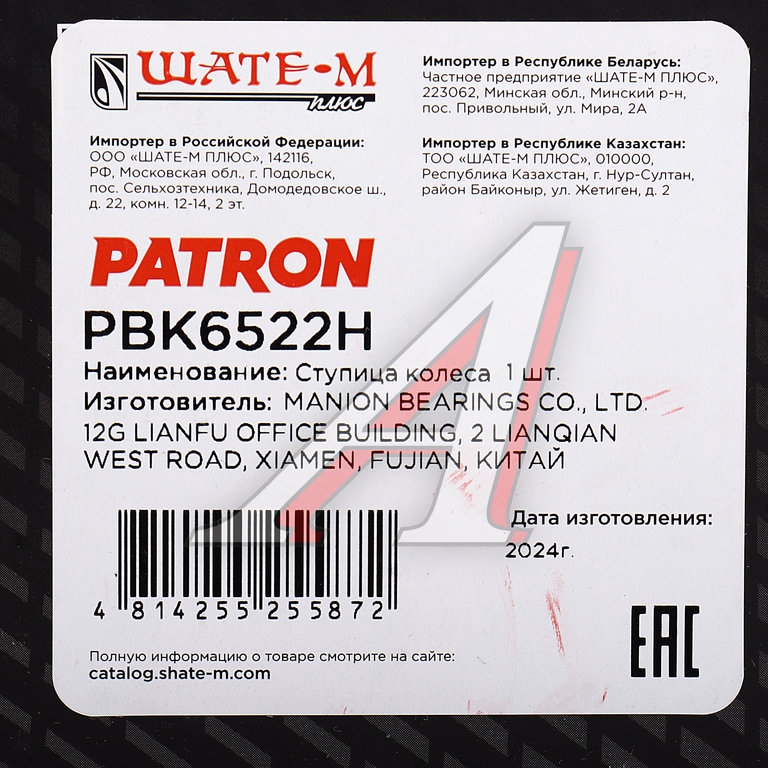 ШАТЕ-М
плюс
Импортер в Республике Беларусь:
Частное предприятие «ШАТЕ-М ПЛЮС»,
223062, Минская обл., Минский р-н,
пос. Привольный, ул. Мира, 2А
Импортер в Российской Федерации:
ООО «ШАТЕ-М ПЛЮС», 142116,
РФ, Московская обл., г. Подольск,
пос. Сельхозтехника, Домодедовское ш.,
д. 22, комн. 12-14, 2 эт.
Импортер в Республике Казахстан:
ТОО «ШАТЕ-М ПЛЮС», 010000,
Республика Казахстан, г. Нур-Султан,
район Байконыр, ул. Жетиген, д. 2
PATRON
PBK6522H
Наименование: Ступица колеса 1 шт.
Изготовитель: MANION BEARINGS CO., LTD.
12G LIANFU OFFICE BUILDING, 2 LIANQIAN
WEST ROAD, XIAMEN, FUJIAN, КИТАЙ
Дата изготовления:
2024г.
4 814255 255872
EAC
Полную информацию о товаре смотрите на сайте:
catalog.shate-m.com